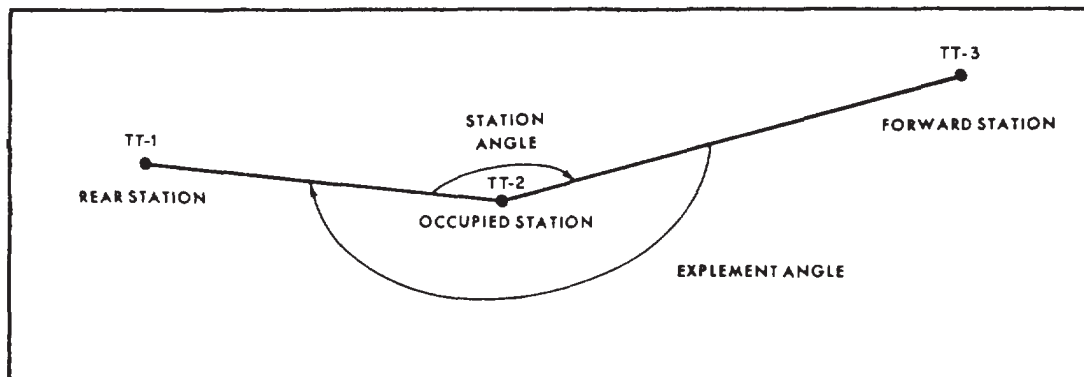 TT-3
STATION
ANGLE
FORWARD STATION
TT-1
TT-2
REAR STATION
OCCUPIED STATION
EXPLEMENT ANGLE